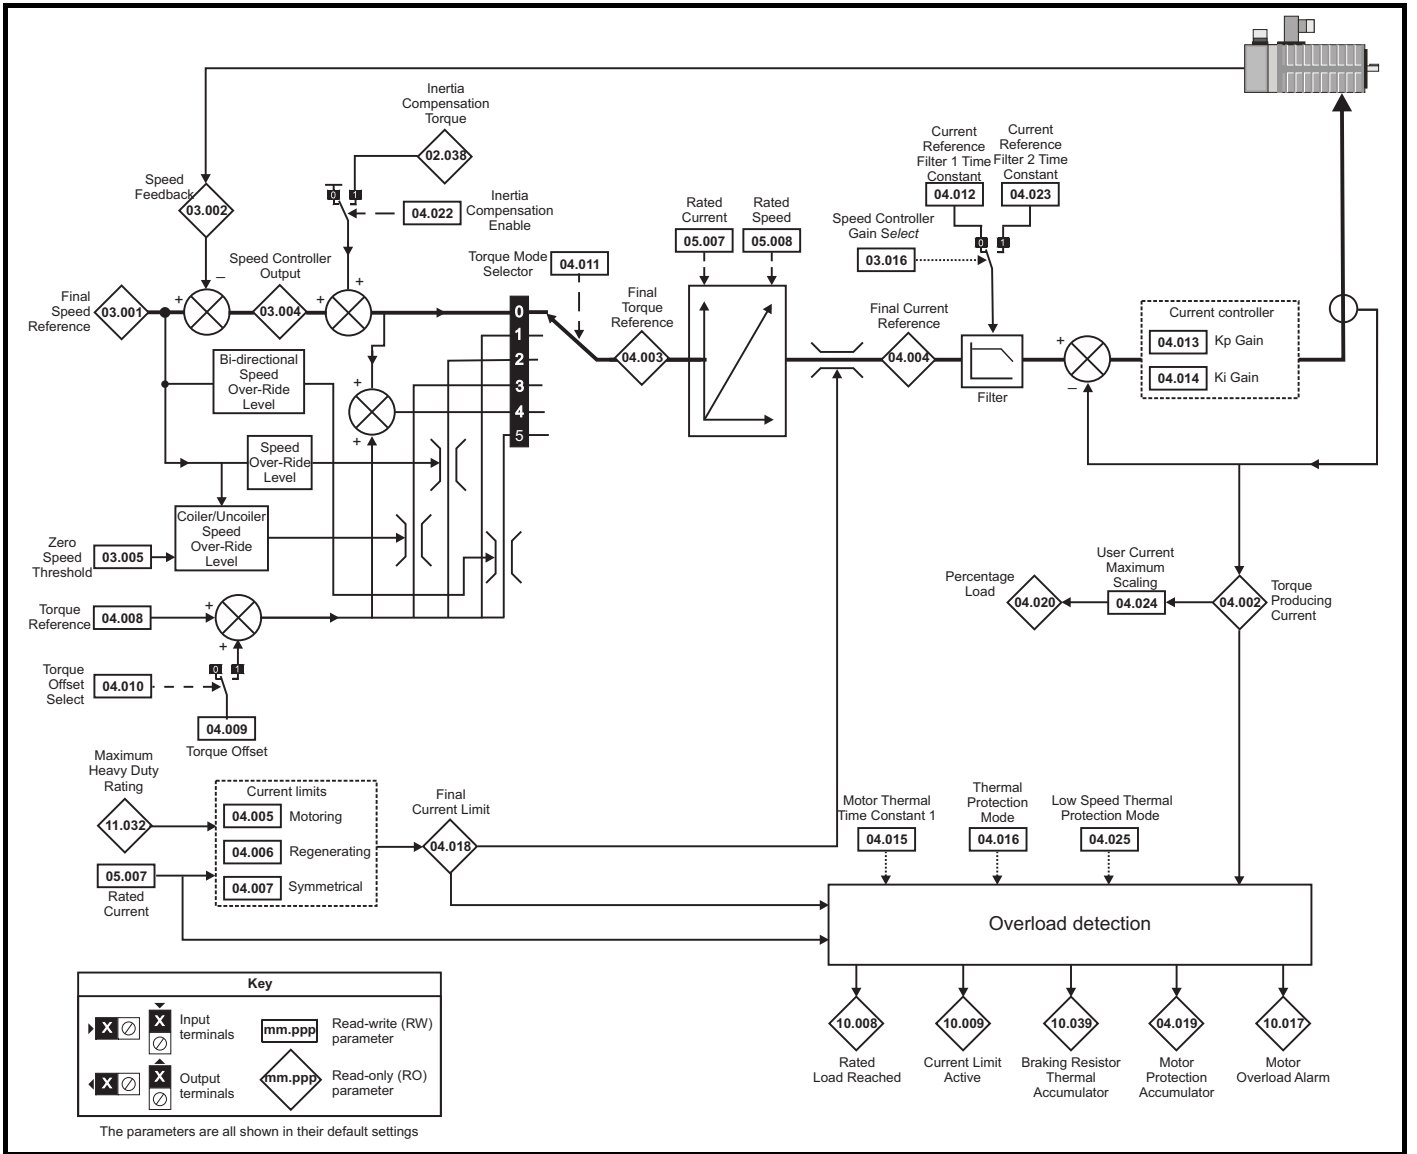 Inertia
Compensation
Torque
02.038
Speed
Feedback
03.002
0
1
04.022
Inertia
Compensation
Enable
Current
Reference
Filter 1 Time
Constant
04.012
Current
Reference
Filter 2 Time
Constant
04.023
Rated
Current
05.007
Rated
Speed
05.008
Speed Controller
Gain Select
03.016
0
1
Torque Mode
Selector
04.011
Speed Controller
Output
03.004
Final
Speed
Reference
03.001
+
–
+
+
Final
Torque
Reference
04.003
Final Current
Reference
04.004
Filter
+
–
Current controller
04.013
Kp Gain
04.014
Ki Gain
0
1
2
3
4
5
Bi-directional
Speed
Over-Ride
Level
+
+
Speed
Over-Ride
Level
Coiler/Uncoiler
Speed
Over-Ride
Level
Zero
Speed
Threshold
03.005
Torque
Reference
04.008
+
+
0
1
Torque
Offset
Select
04.010
04.009
Torque Offset
Percentage
Load
04.020
User Current
Maximum
Scaling
04.024
04.002
Torque
Producing
Current
Maximum
Heavy Duty
Rating
11.032
05.007
Rated
Current
Current limits
04.005
Motoring
04.006
Regenerating
04.007
Symmetrical
Final
Current Limit
04.018
Motor Thermal
Time Constant 1
04.015
Thermal
Protection
Mode
04.016
Low Speed Thermal
Protection Mode
04.025
Overload detection
10.008
Rated
Load Reached
10.009
Current Limit
Active
10.039
Braking Resistor
Thermal
Accumulator
04.019
Motor
Protection
Accumulator
10.017
Motor
Overload Alarm
Key
X
X
Input
terminals
mm.ppp
Read-write (RW)
parameter
X
X
Output
terminals
mm.ppp
Read-only (RO)
parameter
The parameters are all shown in their default settings